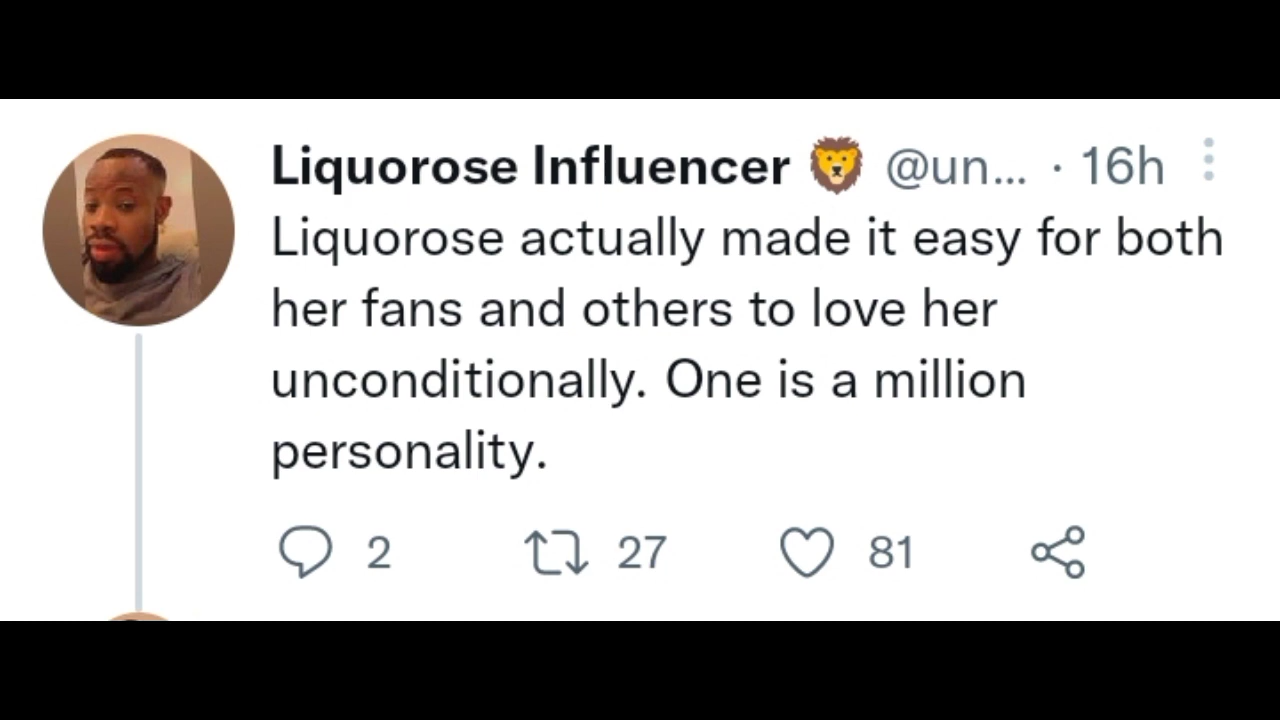 Liquorose Influencer 🦁 @un... · 16h
Liquorose actually made it easy for both
her fans and others to love her
unconditionally. One is a million
personality.
2 27 81